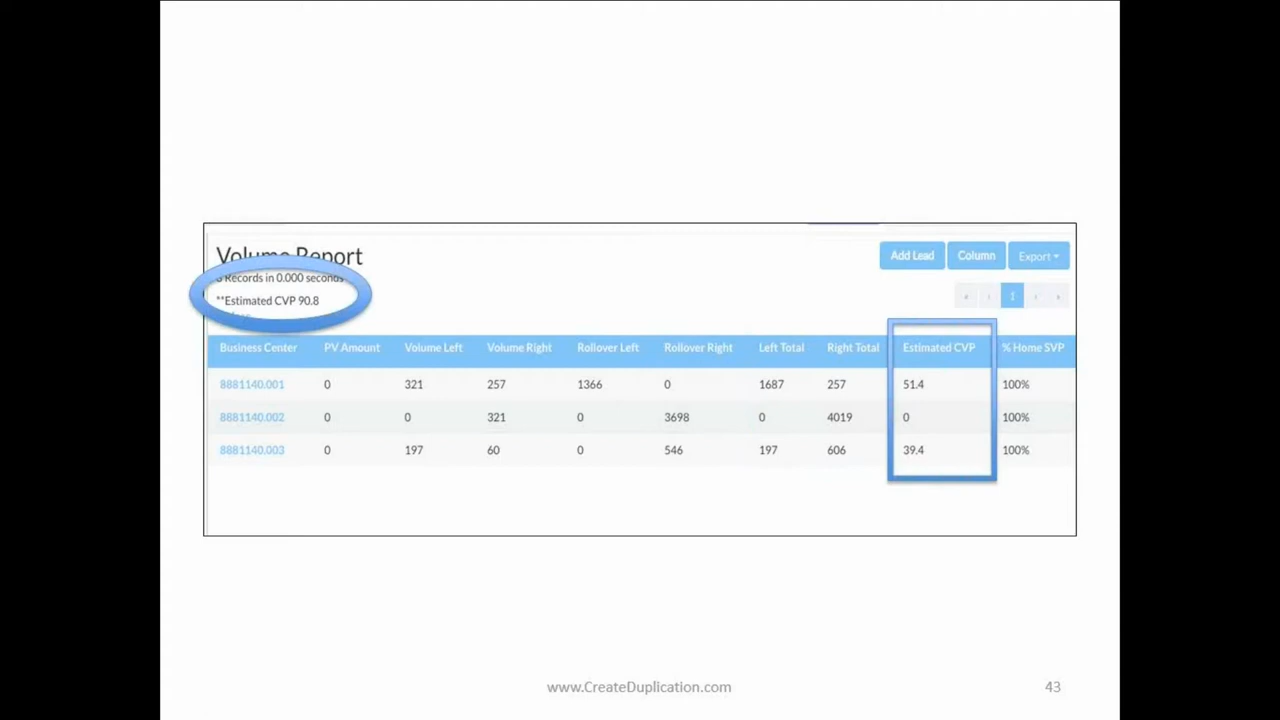 Volume Report
Records in 0.000 seconds
**Estimated CVP 90.8
Add Lead Column Export
« ‹ 1 › »
Business Center PV Amount Volume Left Volume Right Rollover Left Rollover Right Left Total Right Total Estimated CVP % Home SVP
8881140.001 0 321 257 1366 0 1687 257 51.4 100%
8881140.002 0 0 321 0 3698 0 4019 0 100%
8881140.003 0 197 60 0 546 197 606 39.4 100%
www.CreateDuplication.com 43